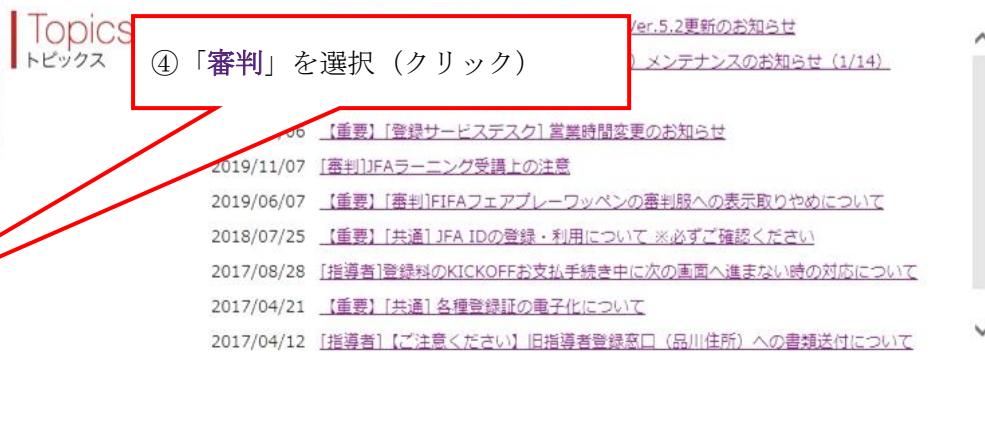 Topics
トピックス
④「審判」を選択（クリック）
Ver.5.2更新のお知らせ
）メンテナンスのお知らせ（1/14）
06 【重要】[登録サービスデスク] 営業時間変更のお知らせ
2019/11/07 [審判]JFAラーニング受講上の注意
2019/06/07 【重要】[審判]FIFAフェアプレーワッペンの審判服への表示取りやめについて
2018/07/25 【重要】[共通] JFA IDの登録・利用について ※必ずご確認ください
2017/08/28 [指導者]登録料のKICKOFFお支払手続き中に次の画面へ進まない時の対応について
2017/04/21 【重要】[共通] 各種登録証の電子化について
2017/04/12 [指導者]【ご注意ください】旧指導者登録窓口（品川住所）への書類送付について